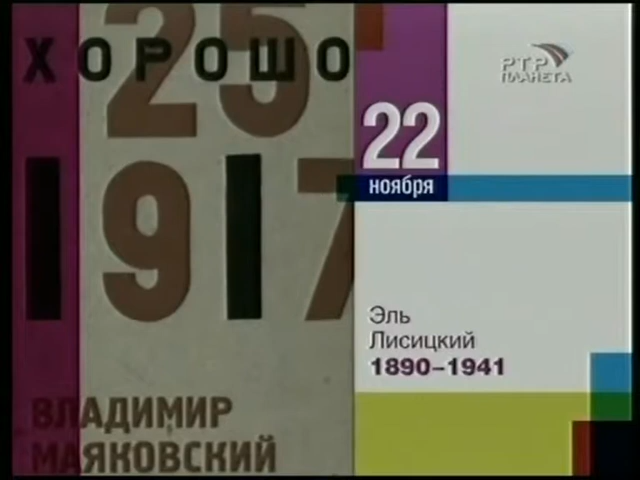 ХОРОШО
25
1917
ВЛАДИМИР
МАЯКОВСКИЙ
РТР
ПЛАНЕТА
22
ноября
Эль
Лисицкий
1890–1941